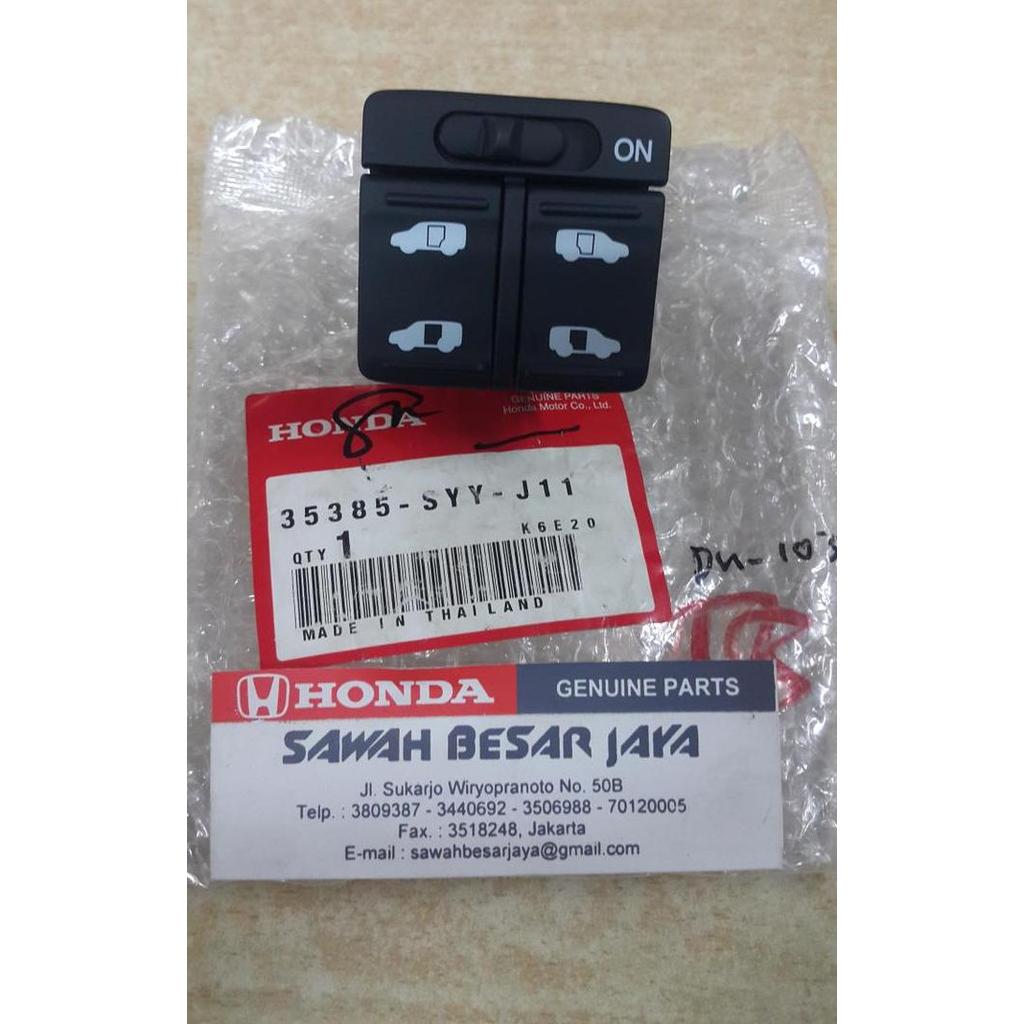 ON
GENUINE PARTS
HONDA
Honda Motor Co., Ltd.
35385-SYY-J11
K6E20
QTY 1
MADE IN THAILAND
HONDA GENUINE PARTS
SAWAH BESAR JAYA
Jl. Sukarjo Wiryopranoto No. 50B
Telp. : 3809387 - 3440692 - 3506988 - 70120005
Fax. : 3518248, Jakarta
E-mail : sawahbesarjaya@gmail.com